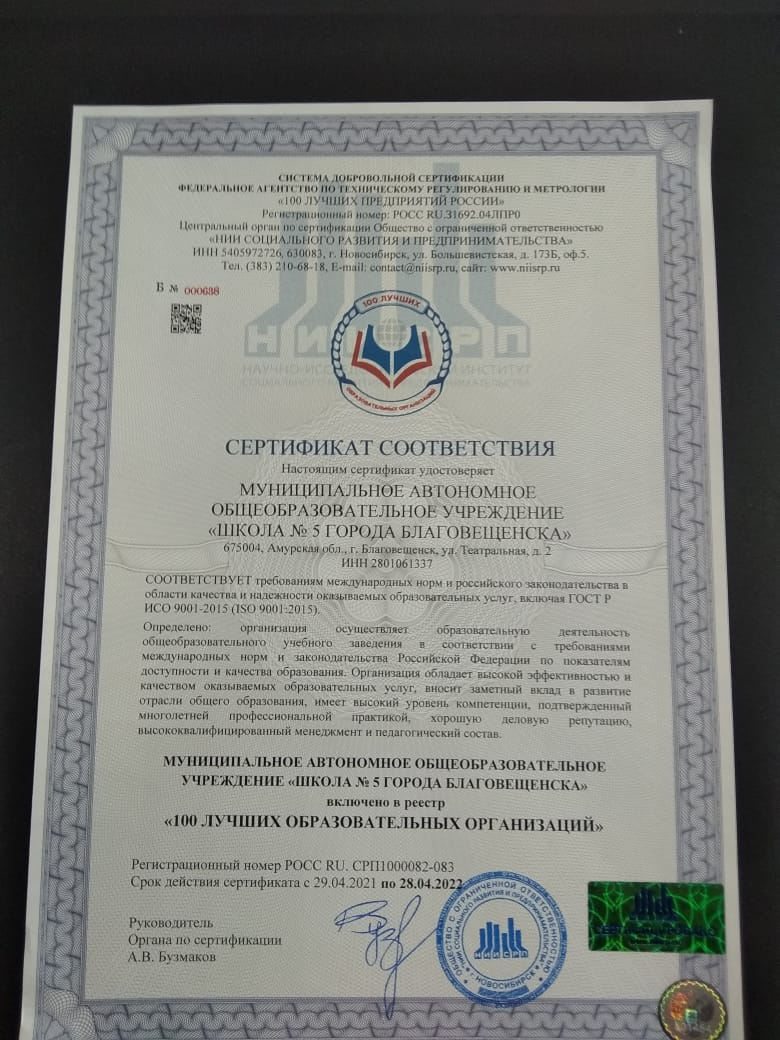 СИСТЕМА ДОБРОВОЛЬНОЙ СЕРТИФИКАЦИИ
ФЕДЕРАЛЬНОЕ АГЕНТСТВО ПО ТЕХНИЧЕСКОМУ РЕГУЛИРОВАНИЮ И МЕТРОЛОГИИ
«100 ЛУЧШИХ ПРЕДПРИЯТИЙ РОССИИ»
Регистрационный номер: РОСС RU.31692.04ЛПР0
Центральный орган по сертификации Общество с ограниченной ответственностью
«НИИ СОЦИАЛЬНОГО РАЗВИТИЯ И ПРЕДПРИНИМАТЕЛЬСТВА»
ИНН 5405972726, 630083, г. Новосибирск, ул. Большевистская, д. 173Б, оф.5.
Тел. (383) 210-68-18, E-mail: contact@niisrp.ru, сайт: www.niisrp.ru
Б № 000638
100 ЛУЧШИХ
ОБРАЗОВАТЕЛЬНЫХ ОРГАНИЗАЦИЙ
СЕРТИФИКАТ СООТВЕТСТВИЯ
Настоящим сертификат удостоверяет
МУНИЦИПАЛЬНОЕ АВТОНОМНОЕ
ОБЩЕОБРАЗОВАТЕЛЬНОЕ УЧРЕЖДЕНИЕ
«ШКОЛА № 5 ГОРОДА БЛАГОВЕЩЕНСКА»
675004, Амурская обл., г. Благовещенск, ул. Театральная, д. 2
ИНН 2801061337
СООТВЕТСТВУЕТ требованиям международных норм и российского законодательства в
области качества и надежности оказываемых образовательных услуг, включая ГОСТ Р
ИСО 9001-2015 (ISO 9001:2015).
Определено: организация осуществляет образовательную деятельность
общеобразовательного учебного заведения в соответствии с требованиями
международных норм и законодательства Российской Федерации по показателям
доступности и качества образования. Организация обладает высокой эффективностью и
качеством оказываемых образовательных услуг, вносит заметный вклад в развитие
отрасли общего образования, имеет высокий уровень компетенции, подтвержденный
многолетней профессиональной практикой, хорошую деловую репутацию,
высококвалифицированный менеджмент и педагогический состав.
МУНИЦИПАЛЬНОЕ АВТОНОМНОЕ ОБЩЕОБРАЗОВАТЕЛЬНОЕ
УЧРЕЖДЕНИЕ «ШКОЛА № 5 ГОРОДА БЛАГОВЕЩЕНСКА»
включено в реестр
«100 ЛУЧШИХ ОБРАЗОВАТЕЛЬНЫХ ОРГАНИЗАЦИЙ»
Регистрационный номер РОСС RU. СРП1000082-083
Срок действия сертификата с 29.04.2021 по 28.04.2022
Руководитель
Органа по сертификации
А.В. Бузмаков
ОБЩЕСТВО С ОГРАНИЧЕННОЙ ОТВЕТСТВЕННОСТЬЮ
"НИИ СОЦИАЛЬНОГО РАЗВИТИЯ И ПРЕДПРИНИМАТЕЛЬСТВА"
НИИСРП
г. НОВОСИБИРСК
СЕРТИФИЦИРОВАНО